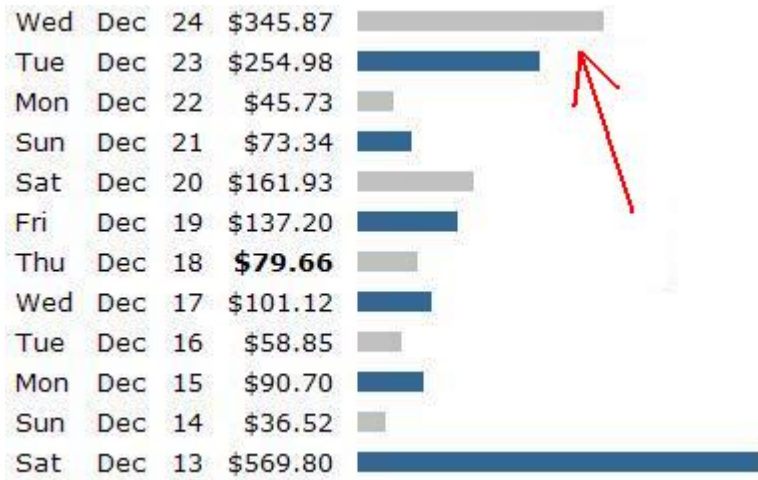 Wed Dec 24 $345.87
Tue Dec 23 $254.98
Mon Dec 22 $45.73
Sun Dec 21 $73.34
Sat Dec 20 $161.93
Fri Dec 19 $137.20
Thu Dec 18 $79.66
Wed Dec 17 $101.12
Tue Dec 16 $58.85
Mon Dec 15 $90.70
Sun Dec 14 $36.52
Sat Dec 13 $569.80